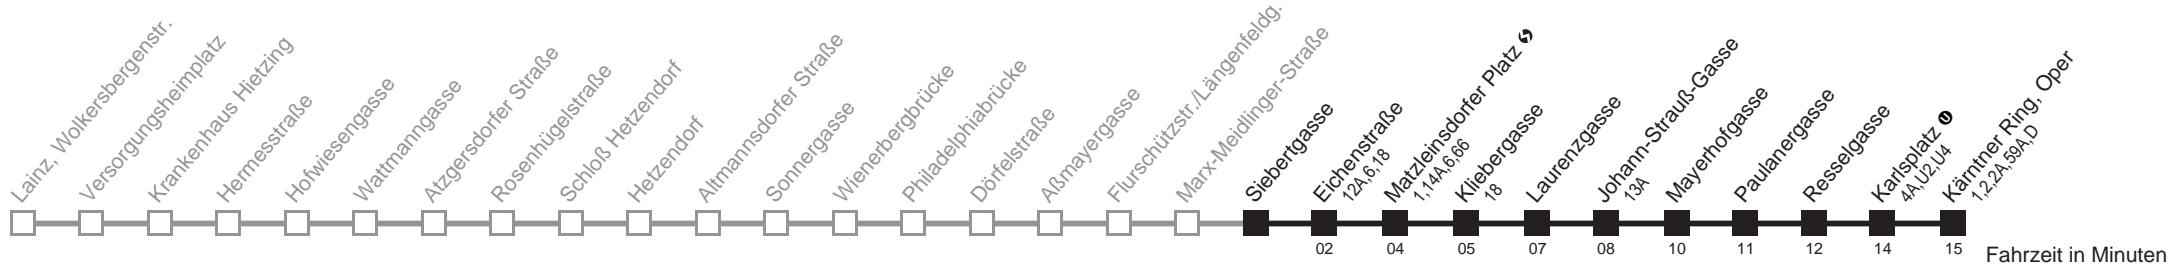 Lainz, Wolkersbergenstr.
Versorgungsheimplatz
Krankenhaus Hietzing
Hermesstraße
Hofwiesengasse
Wattmanngasse
Atzgersdorfer Straße
Rosenhügelstraße
Schloß Hetzendorf
Hetzendorf
Altmannsdorfer Straße
Sonnergasse
Wienerbergbrücke
Philadelphiabrücke
Dörfelstraße
Aßmayergasse
Flurschützstr./Längenfeldg.
Marx-Meidlinger-Straße
Siebertgasse
Eichenstraße
12A,6,18
Matzleinsdorfer Platz
1,14A,6,66
Kliebergasse
18
Laurenzgasse
Johann-Strauß-Gasse
13A
Mayerhofgasse
Paulanergasse
Resselgasse
Karlsplatz U
4A,U2,U4
Kärntner Ring, Oper
1,2,2A,59A,D
02 04 05 07 08 10 11 12 14 15 Fahrzeit in Minuten